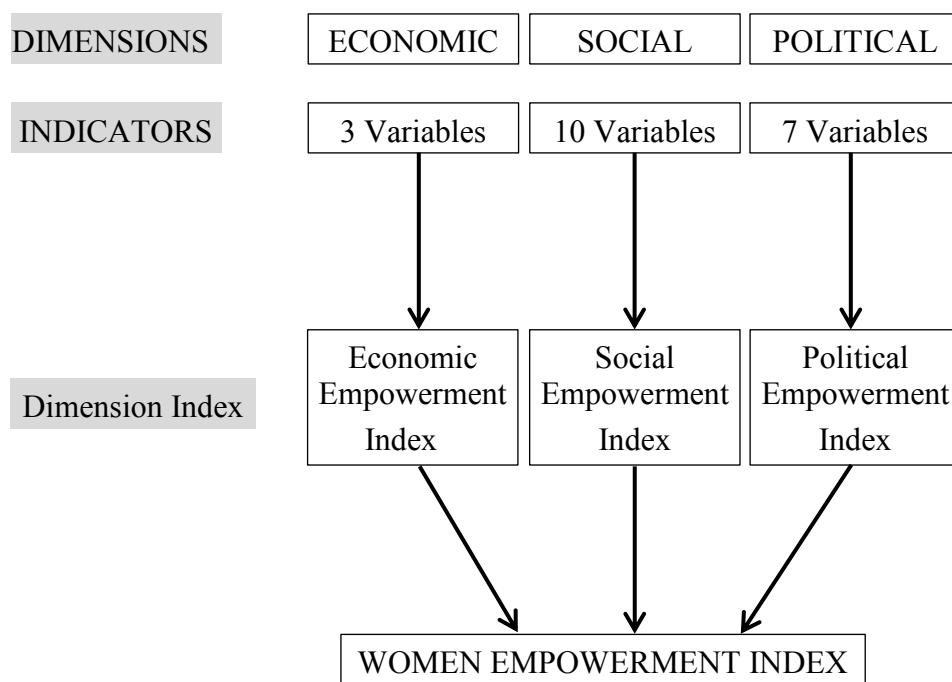 DIMENSIONS
ECONOMIC
SOCIAL
POLITICAL
INDICATORS
3 Variables
10 Variables
7 Variables
Dimension Index
Economic
Empowerment
Index
Social
Empowerment
Index
Political
Empowerment
Index
WOMEN EMPOWERMENT INDEX